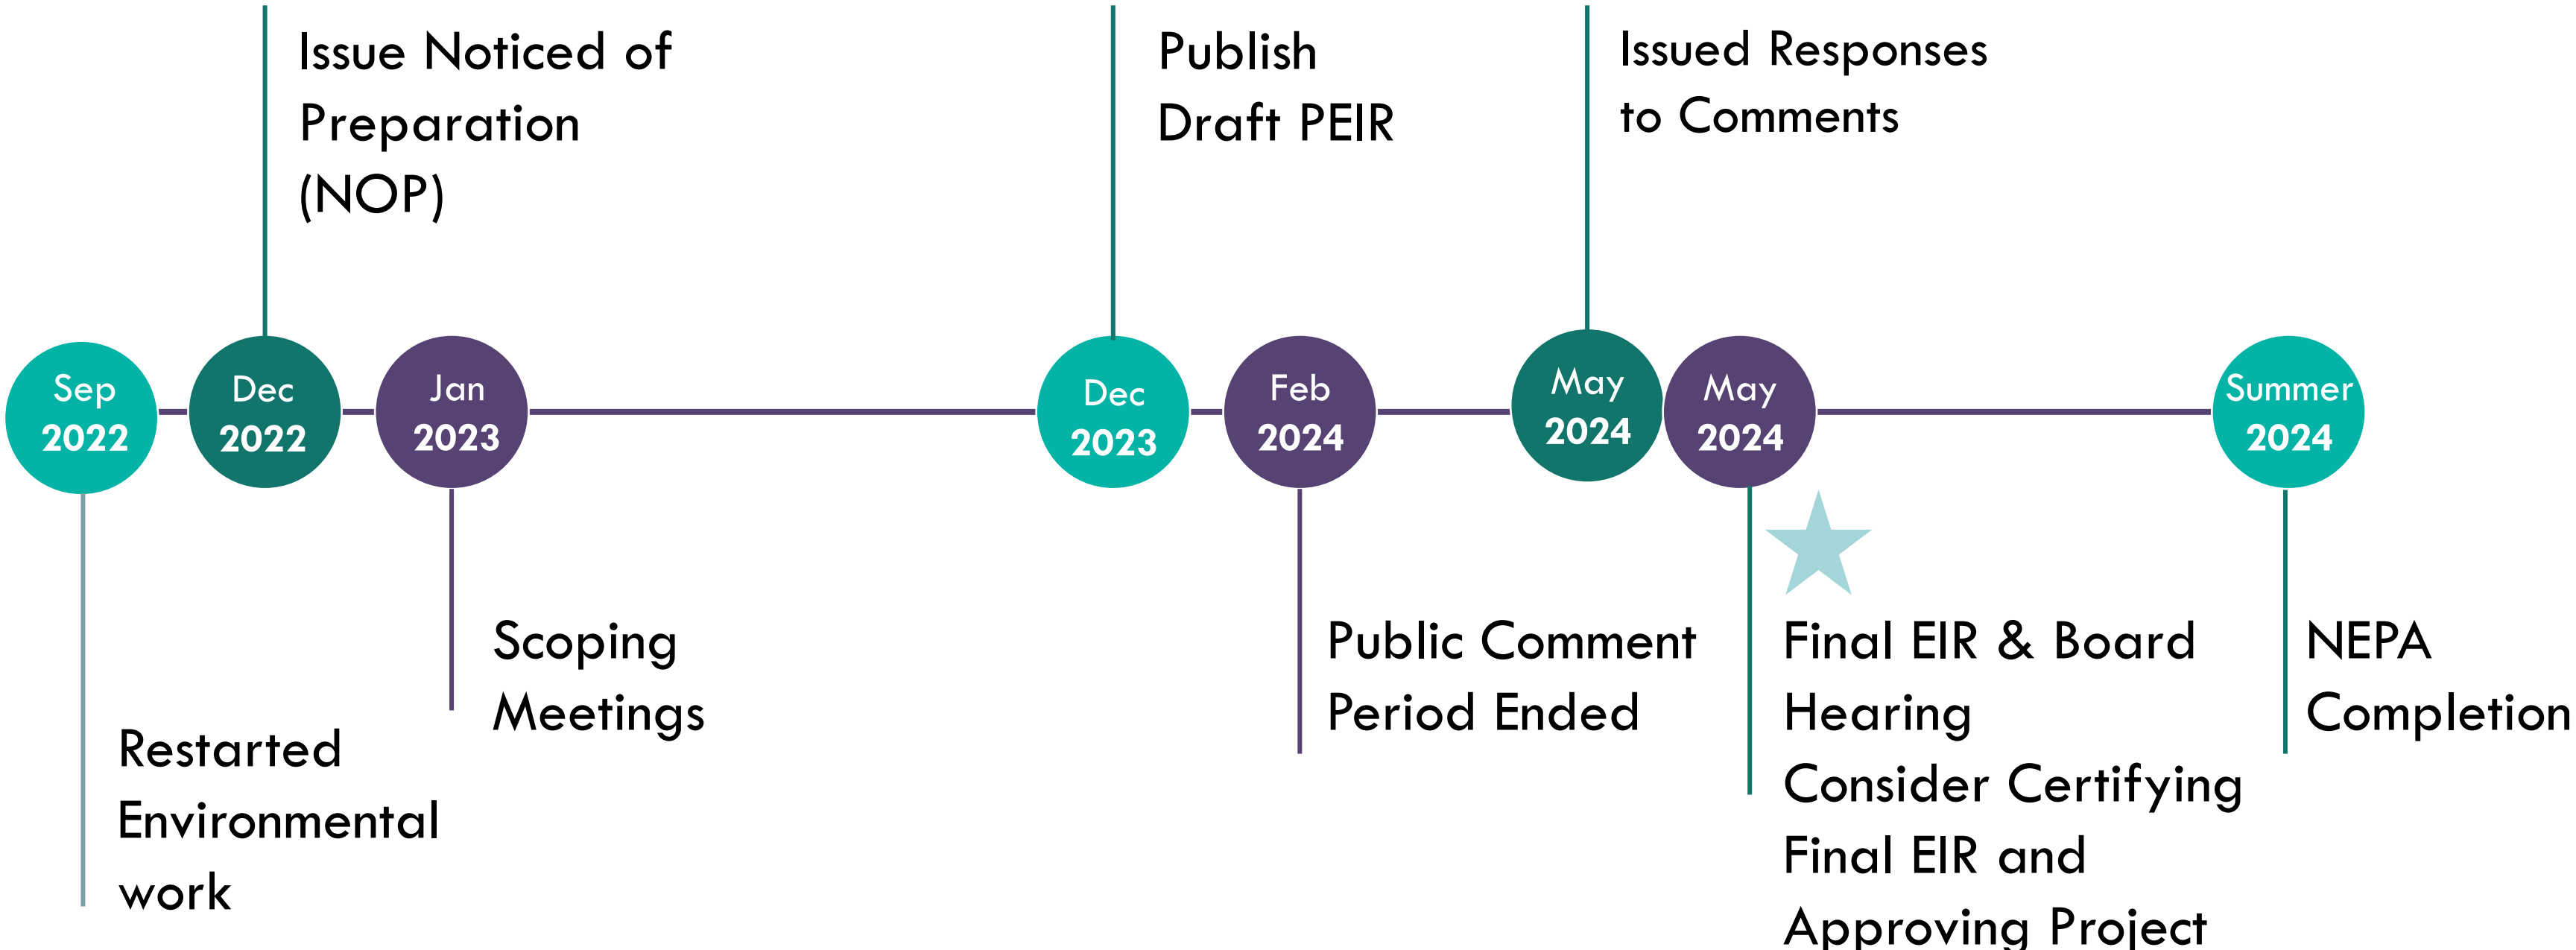 Issue Noticed of
Preparation
(NOP)
Publish
Draft PEIR
Issued Responses
to Comments
Sep
2022
Dec
2022
Jan
2023
Dec
2023
Feb
2024
May
2024
May
2024
Summer
2024
Restarted
Environmental
work
Scoping
Meetings
Public Comment
Period Ended
Final EIR & Board
Hearing
Consider Certifying
Final EIR and
Approving Project
NEPA
Completion